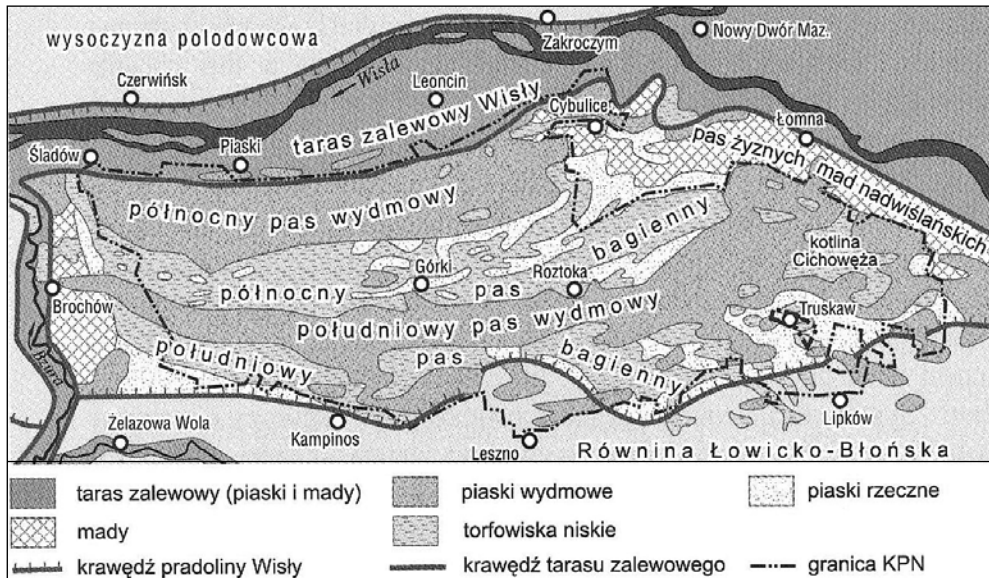 wysoczyzna polodowcowa
Zakroczym
Nowy Dwór Maz.
Czerwińsk
Wisła
Leoncin
taras zalewowy Wisły
Cybulice
Łomna
Śladów
Piaski
pas żyznych mad nadwiślańskich
północny pas wydmowy
bagienny
kotlina
Cichowęża
Górki
Roztoka
północny
pas
Brochów
południowy pas wydmowy
Truskaw
południowy
pas
bagienny
Bzura
Żelazowa Wola
Kampinos
Leszno
Lipków
Równina Łowicko-Błońska
taras zalewowy (piaski i mady)
piaski wydmowe
piaski rzeczne
mady
torfowiska niskie
krawędź pradoliny Wisły
krawędź tarasu zalewowego
granica KPN